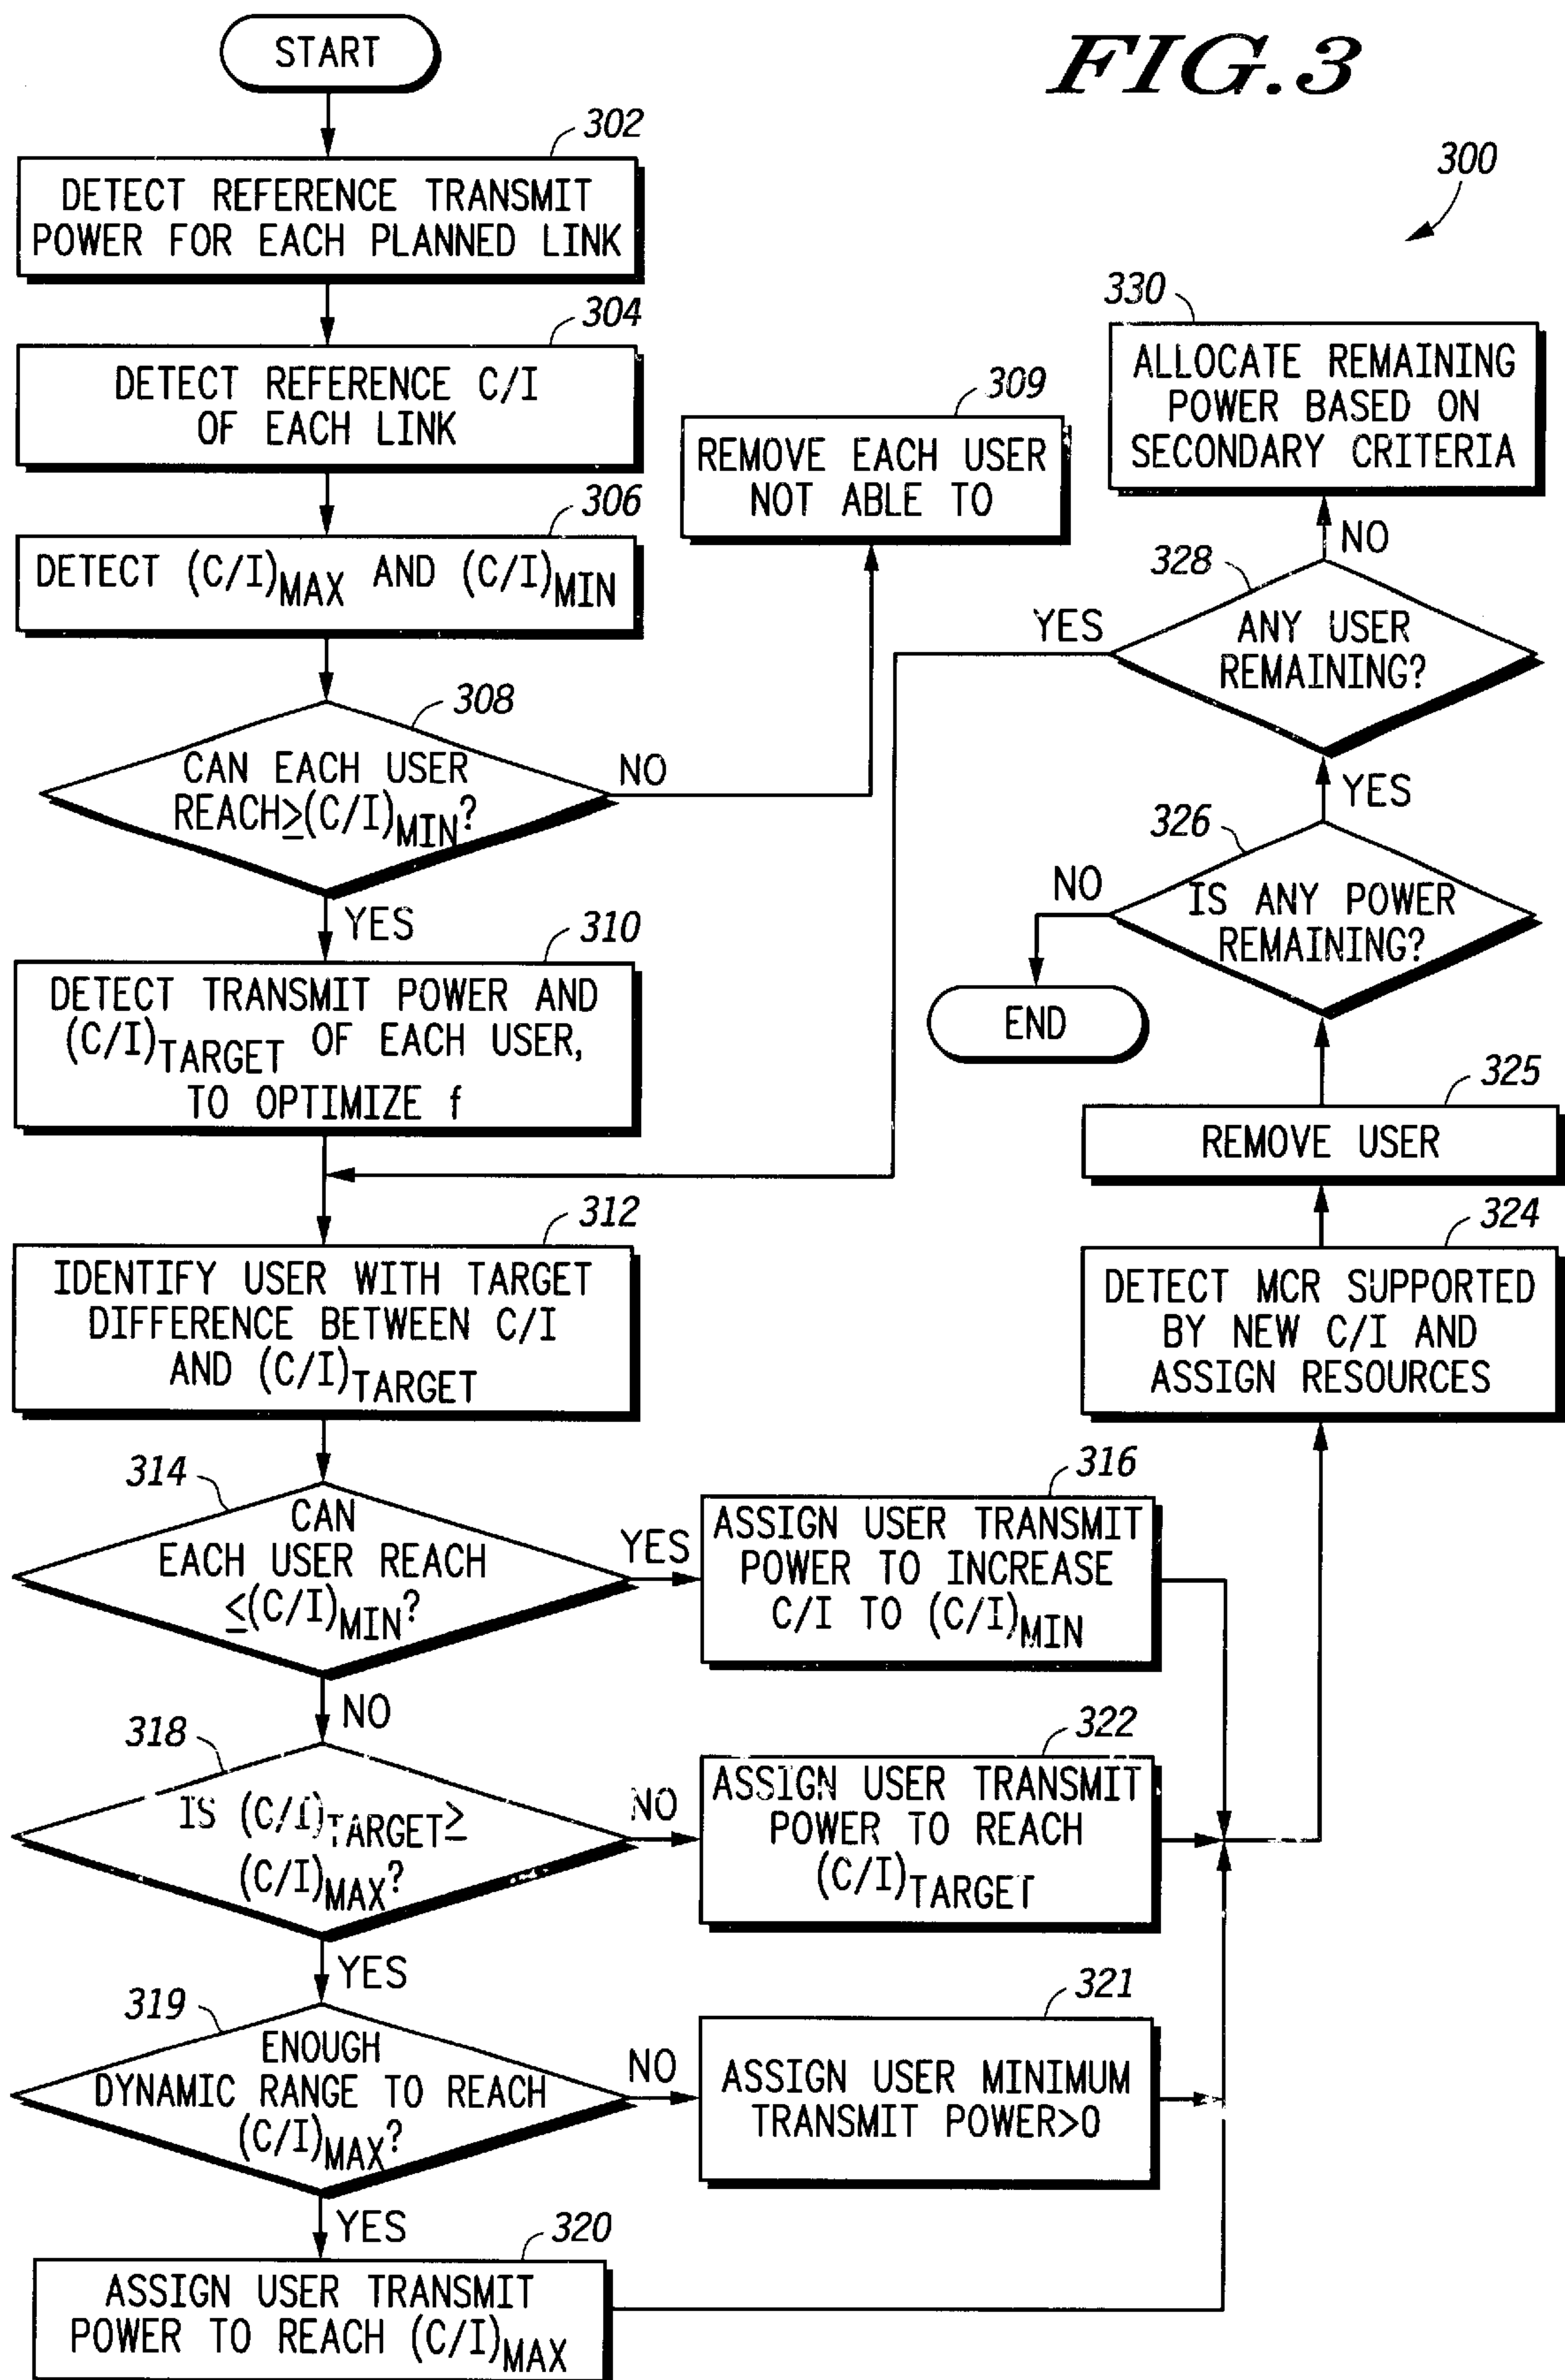 FIG.3
300
START
302
DETECT REFERENCE TRANSMIT
POWER FOR EACH PLANNED LINK
304
DETECT REFERENCE C/I
OF EACH LINK
306
DETECT (C/I)MAX AND (C/I)MIN
308
CAN EACH USER
REACH≥(C/I)MIN?
NO
309
REMOVE EACH USER
NOT ABLE TO
YES
310
DETECT TRANSMIT POWER AND
(C/I)TARGET OF EACH USER,
TO OPTIMIZE f
312
IDENTIFY USER WITH TARGET
DIFFERENCE BETWEEN C/I
AND (C/I)TARGET
314
CAN
EACH USER REACH
≤(C/I)MIN?
YES
316
ASSIGN USER TRANSMIT
POWER TO INCREASE
C/I TO (C/I)MIN
NO
318
IS (C/I)TARGET≥
(C/I)MAX?
NO
322
ASSIGN USER TRANSMIT
POWER TO REACH
(C/I)TARGET
YES
319
ENOUGH
DYNAMIC RANGE TO REACH
(C/I)MAX?
NO
321
ASSIGN USER MINIMUM
TRANSMIT POWER>0
YES
320
ASSIGN USER TRANSMIT
POWER TO REACH (C/I)MAX
324
DETECT MCR SUPPORTED
BY NEW C/I AND
ASSIGN RESOURCES
325
REMOVE USER
326
IS ANY POWER
REMAINING?
NO
END
YES
328
ANY USER
REMAINING?
YES
NO
330
ALLOCATE REMAINING
POWER BASED ON
SECONDARY CRITERIA